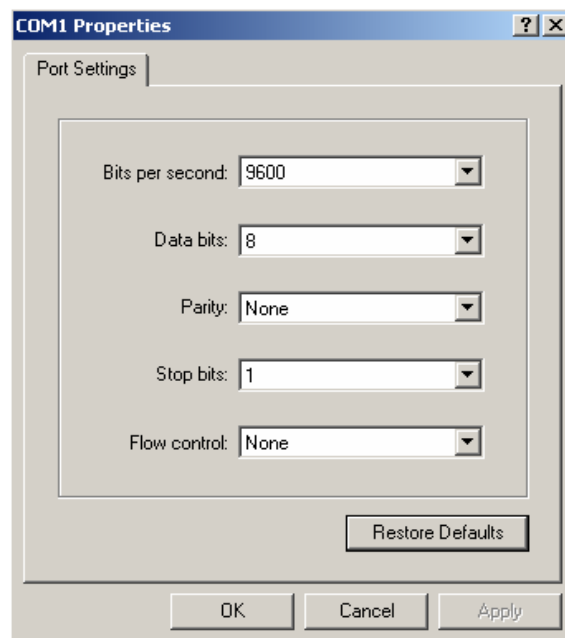 COM1 Properties
Port Settings
Bits per second: 9600
Data bits: 8
Parity: None
Stop bits: 1
Flow control: None
Restore Defaults
OK Cancel Apply